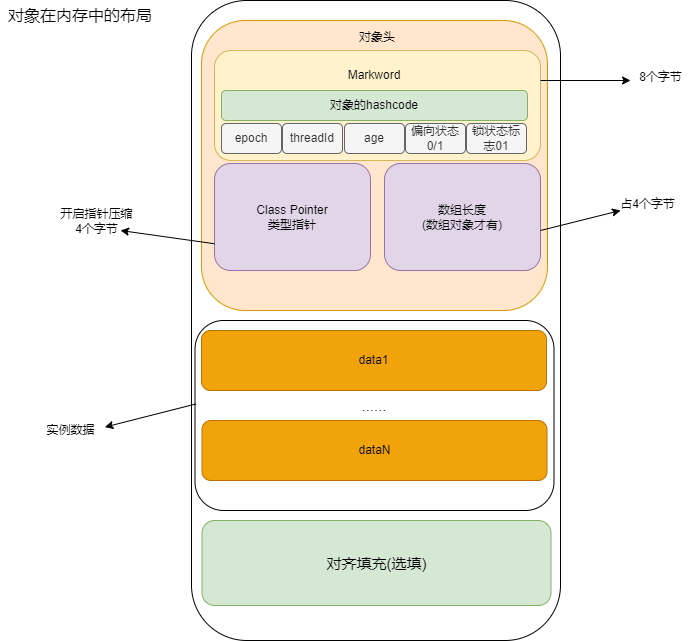 对象在内存中的布局
对象头
Markword
8个字节
对象的hashcode
epoch
threadId
age
偏向状态
0/1
锁状态标
志01
开启指针压缩
4个字节
Class Pointer
类型指针
数组长度
(数组对象才有)
占4个字节
data1
......
实例数据
dataN
对齐填充(选填)